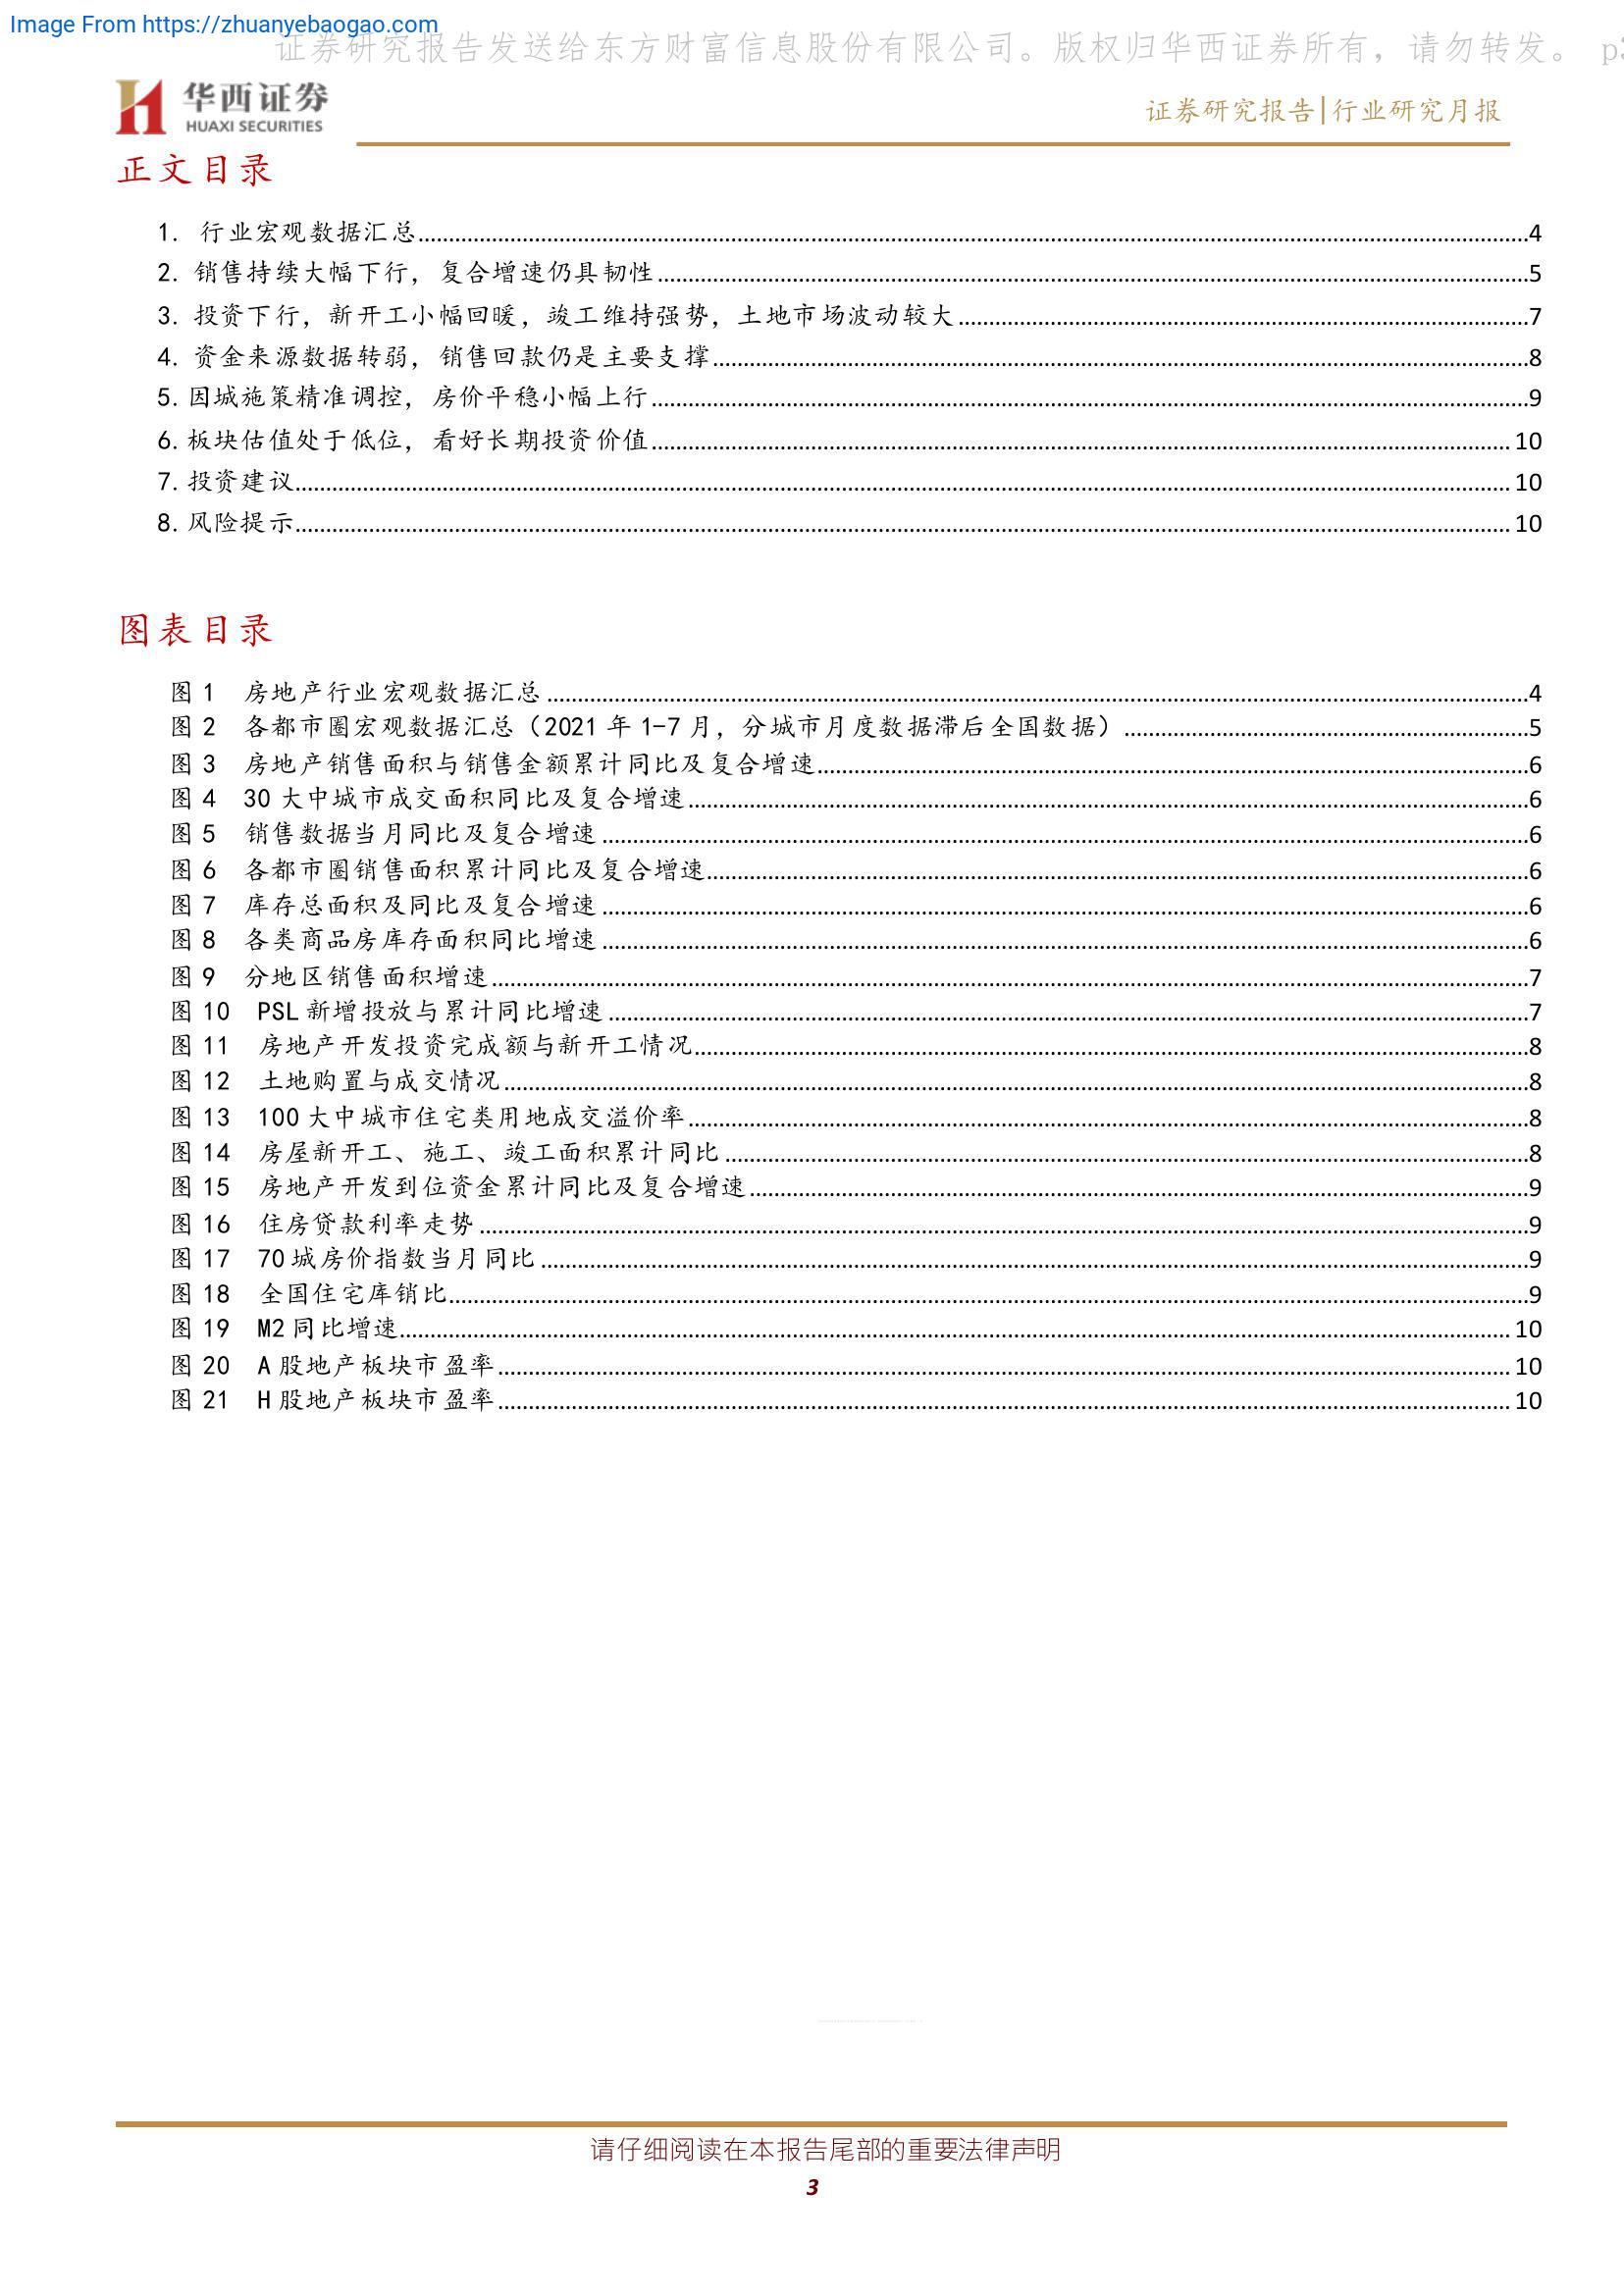 Image From https://zhuanyebaogao.com
证券研究报告发送给东方财富信息股份有限公司。版权归华西证券所有，请勿转发。 p3
华西证券
HUAXI SECURITIES
证券研究报告|行业研究月报
正文目录
1. 行业宏观数据汇总 4
2. 销售持续大幅下行，复合增速仍具韧性 5
3. 投资下行，新开工小幅回暖，竣工维持强势，土地市场波动较大 7
4. 资金来源数据转弱，销售回款仍是主要支撑 8
5. 因城施策精准调控，房价平稳小幅上行 9
6. 板块估值处于低位，看好长期投资价值 10
7. 投资建议 10
8. 风险提示 10
图表目录
图 1 房地产行业宏观数据汇总 4
图 2 各都市圈宏观数据汇总（2021 年 1-7 月，分城市月度数据滞后全国数据） 5
图 3 房地产销售面积与销售金额累计同比及复合增速 6
图 4 30 大中城市成交面积同比及复合增速 6
图 5 销售数据当月同比及复合增速 6
图 6 各都市圈销售面积累计同比及复合增速 6
图 7 库存总面积及同比及复合增速 6
图 8 各类商品房库存面积同比增速 6
图 9 分地区销售面积增速 7
图 10 PSL 新增投放与累计同比增速 7
图 11 房地产开发投资完成额与新开工情况 8
图 12 土地购置与成交情况 8
图 13 100 大中城市住宅类用地成交溢价率 8
图 14 房屋新开工、施工、竣工面积累计同比 8
图 15 房地产开发到位资金累计同比及复合增速 9
图 16 住房贷款利率走势 9
图 17 70 城房价指数当月同比 9
图 18 全国住宅库销比 9
图 19 M2 同比增速 10
图 20 A 股地产板块市盈率 10
图 21 H 股地产板块市盈率 10
请仔细阅读在本报告尾部的重要法律声明
3